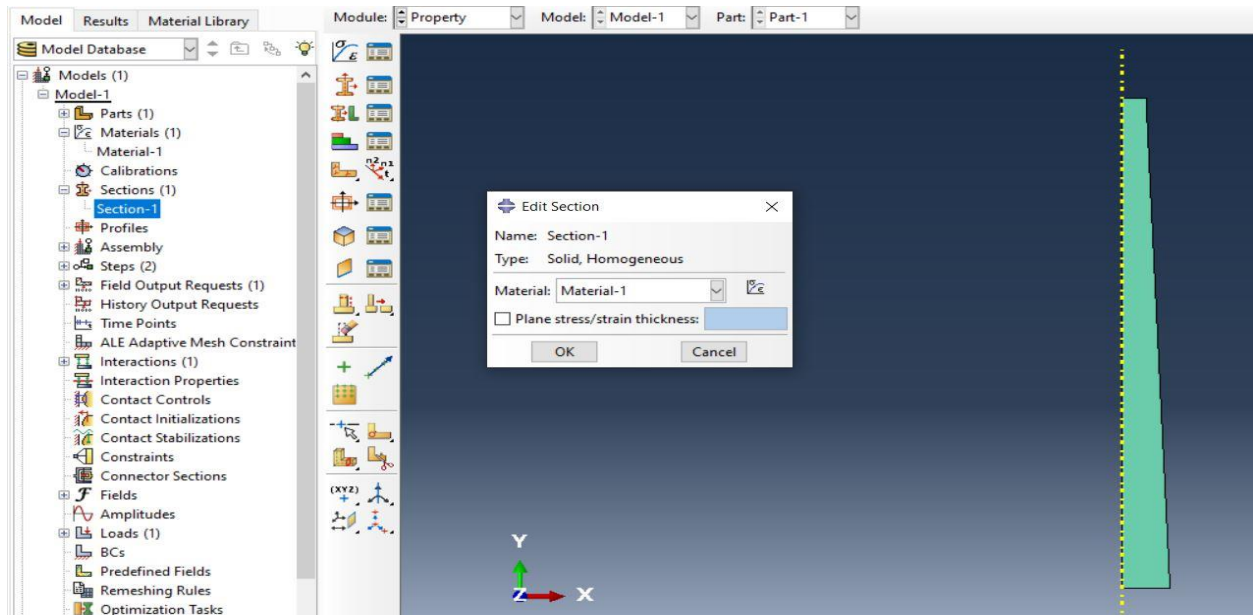 Model Results Material Library
Module: Property Model: Model-1 Part: Part-1
Model Database
Models (1)
Model-1
Parts (1)
Materials (1)
Material-1
Calibrations
Sections (1)
Section-1
Profiles
Assembly
Steps (2)
Field Output Requests (1)
History Output Requests
Time Points
ALE Adaptive Mesh Constraint
Interactions (1)
Interaction Properties
Contact Controls
Contact Initializations
Contact Stabilizations
Constraints
Connector Sections
Fields
Amplitudes
Loads (1)
BCs
Predefined Fields
Remeshing Rules
Optimization Tasks
σ
ε
n2 n1
t
(XYZ)
Edit Section
Name: Section-1
Type: Solid, Homogeneous
Material: Material-1
Plane stress/strain thickness:
OK Cancel
Y
Z X